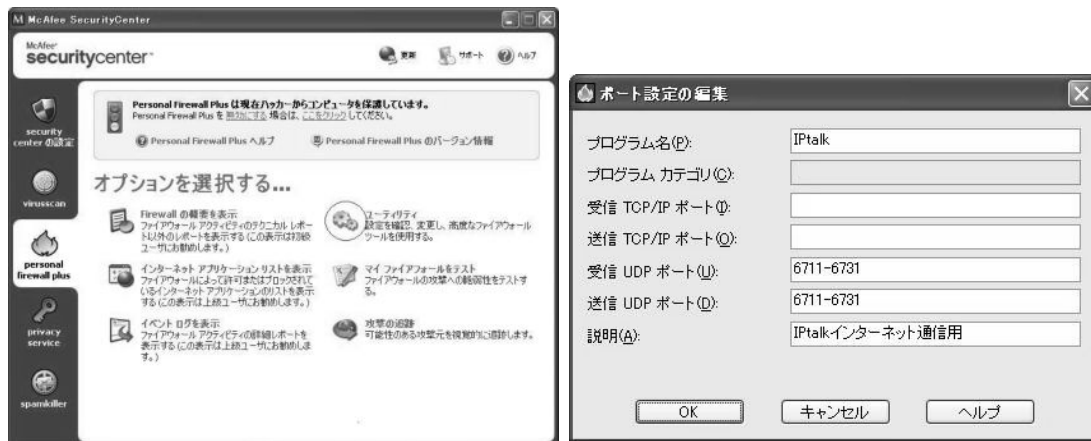 McAfee SecurityCenter
McAfee®
securitycenter™
更新
サポート
ヘルプ
security
center の設定
virusscan
personal
firewall plus
privacy
service
spamkiller
Personal Firewall Plus は現在ハッカーからコンピュータを保護しています。
Personal Firewall Plus を 無効にする 場合は、ここをクリックしてください。
Personal Firewall Plus ヘルプ
Personal Firewall Plus のバージョン情報
オプションを選択する...
Firewall の概要を表示
ファイアウォール アクティビティのテクニカル レポー
ト以外のレポートを表示する (この表示は初級
ユーザにお勧めします。)
ユーティリティ
設定を確認、変更し、高度なファイアウォール
ツールを使用する。
インターネット アプリケーション リストを表示
ファイアウォールによって許可またはブロックされて
いるインターネット アプリケーションのリストを表示
する (この表示は上級ユーザにお勧めします。)
マイ ファイアウォールをテスト
ファイアウォールの攻撃への脆弱性をテストす
る。
イベント ログを表示
ファイアウォール アクティビティの詳細レポートを
表示する (この表示は上級ユーザにお勧めしま
す。)
攻撃の追跡
可能性のある攻撃元を視覚的に追跡します。
ポート設定の編集
プログラム名(P):
IPtalk
プログラム カテゴリ(C):
受信 TCP/IP ポート(I):
送信 TCP/IP ポート(O):
受信 UDP ポート(U):
6711-6731
送信 UDP ポート(D):
6711-6731
説明(A):
IPtalkインターネット通信用
OK
キャンセル
ヘルプ